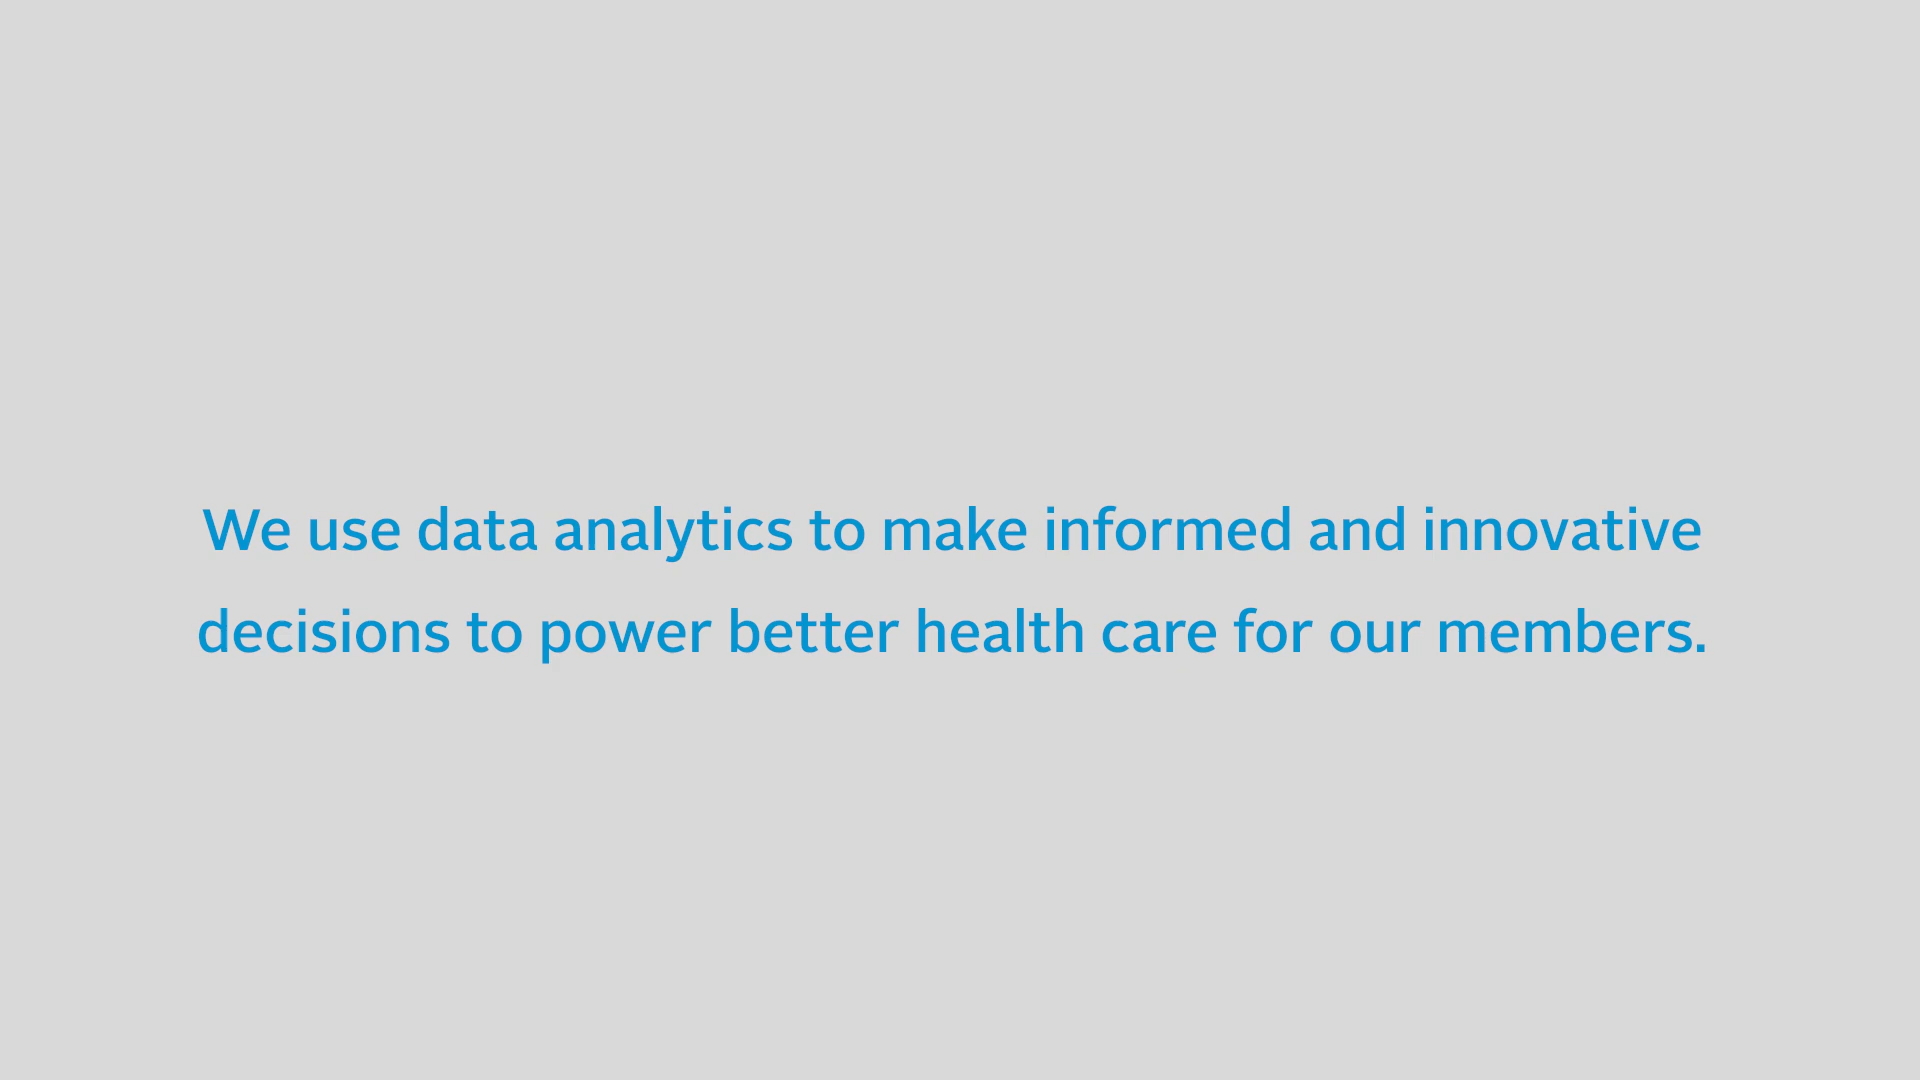 We use data analytics to make informed and innovative
decisions to power better health care for our members.